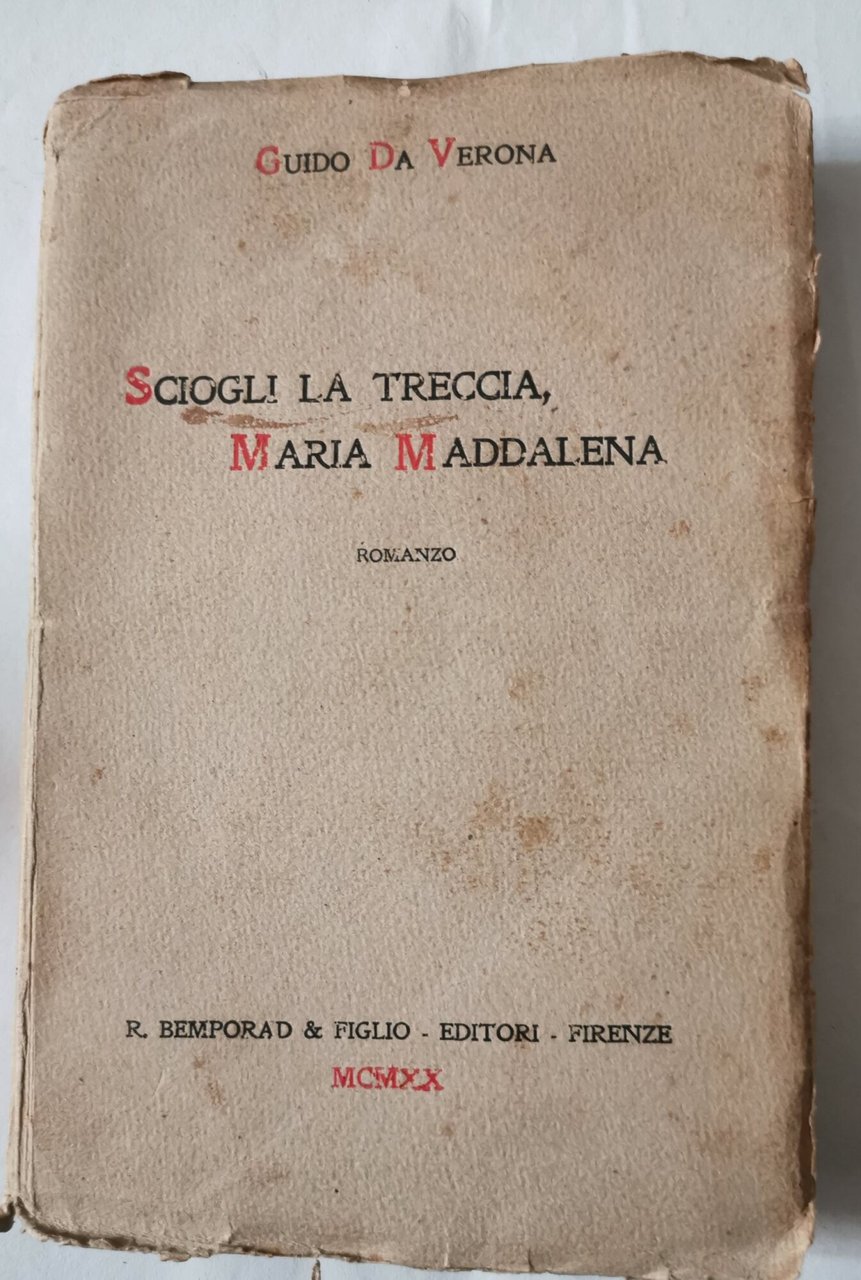 Guido Da Verona
Sciogli la treccia,
Maria Maddalena
ROMANZO
R. BEMPORAD & FIGLIO - EDITORI - FIRENZE
MCMXX